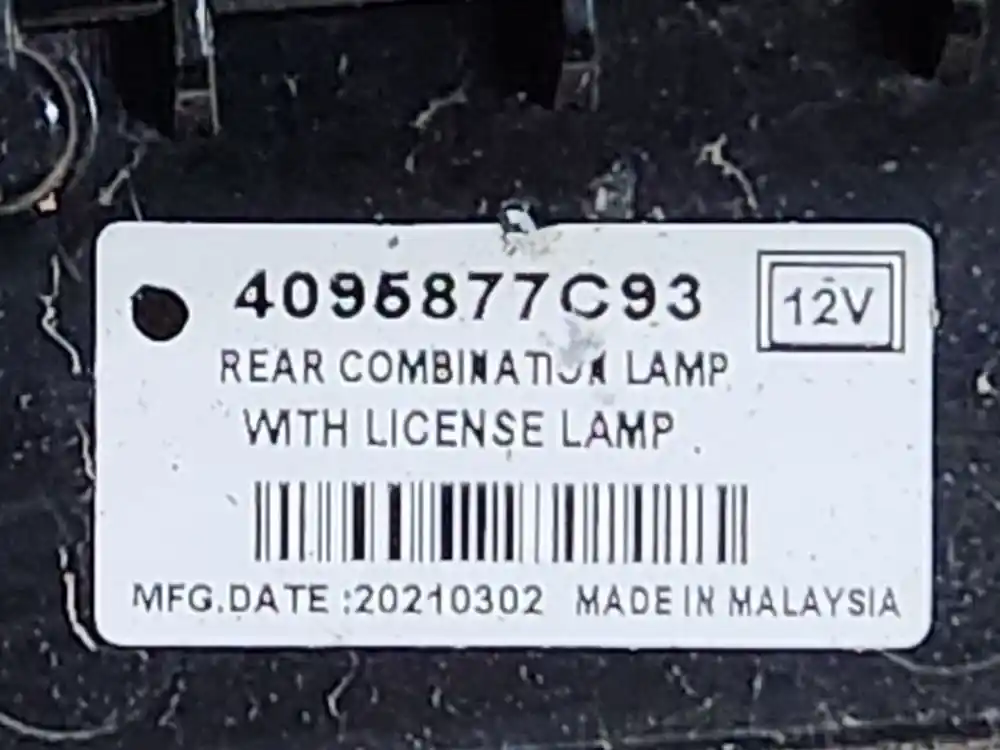 4095877C93
12V
REAR COMBINATION LAMP
WITH LICENSE LAMP
MFG.DATE :20210302 MADE IN MALAYSIA